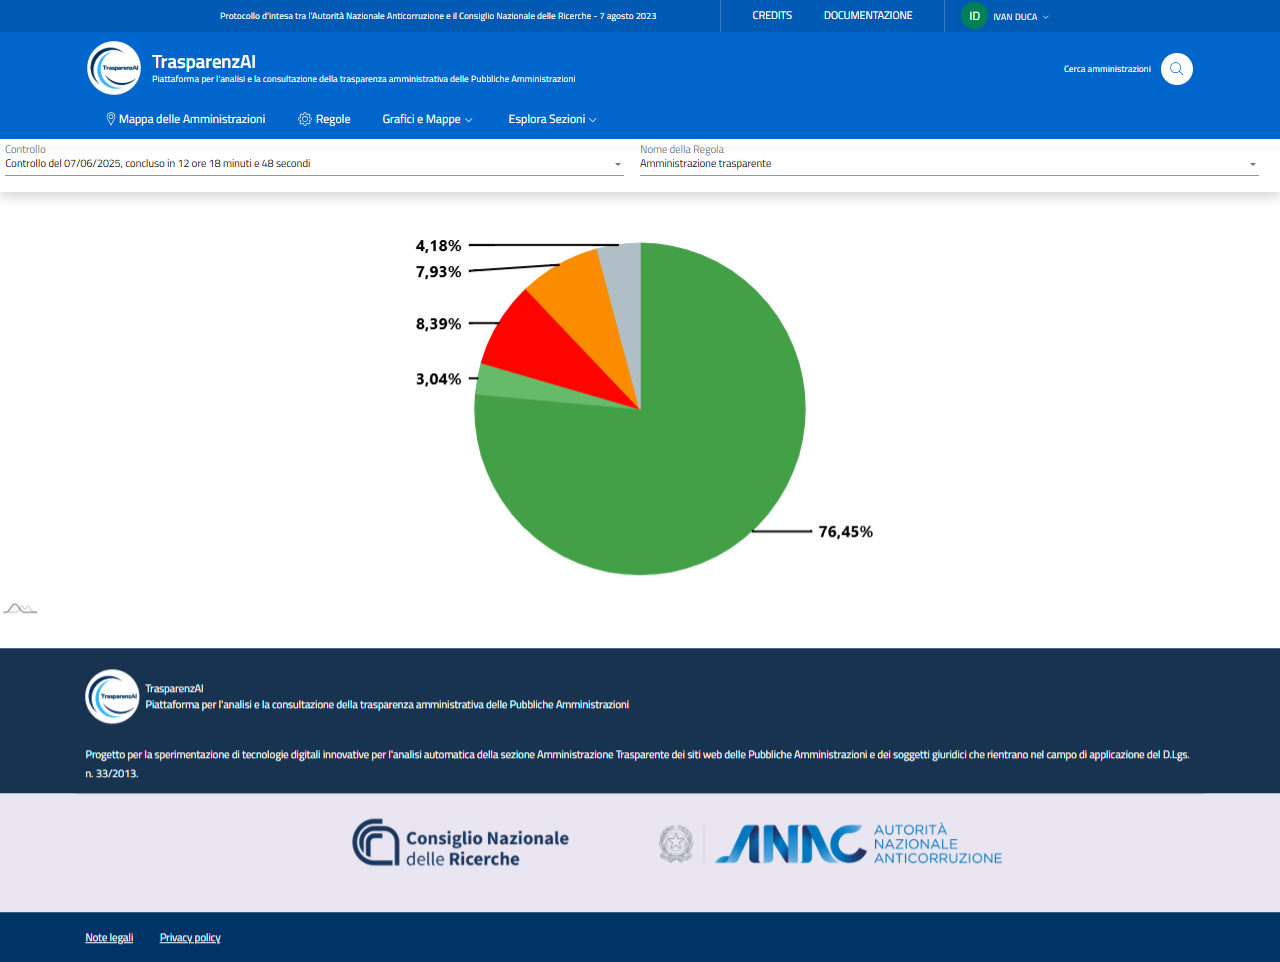 Protocollo d'intesa tra l'Autorità Nazionale Anticorruzione e il Consiglio Nazionale delle Ricerche - 7 agosto 2023
CREDITS
DOCUMENTAZIONE
ID
IVAN DUCA
TrasparenzAI
TrasparenzAI
Piattaforma per l'analisi e la consultazione della trasparenza amministrativa delle Pubbliche Amministrazioni
Cerca amministrazioni
Mappa delle Amministrazioni
Regole
Grafici e Mappe
Esplora Sezioni
Controllo
Controllo del 07/06/2025, concluso in 12 ore 18 minuti e 48 secondi
Nome della Regola
Amministrazione trasparente
4,18%
7,93%
8,39%
3,04%
76,45%
TrasparenzAI
TrasparenzAI
Piattaforma per l'analisi e la consultazione della trasparenza amministrativa delle Pubbliche Amministrazioni
Progetto per la sperimentazione di tecnologie digitali innovative per l'analisi automatica della sezione Amministrazione Trasparente dei siti web delle Pubbliche Amministrazioni e dei soggetti giuridici che rientrano nel campo di applicazione del D.Lgs.
n. 33/2013.
Consiglio Nazionale
delle Ricerche
ANAC
AUTORITÀ
NAZIONALE
ANTICORRUZIONE
Note legali
Privacy policy